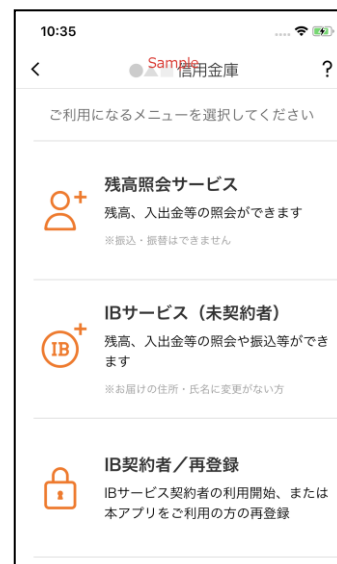 10:35
Sample
●▲■信用金庫
?
ご利用になるメニューを選択してください
残高照会サービス
残高、入出金等の照会ができます
※振込・振替はできません
IB
IBサービス（未契約者）
残高、入出金等の照会や振込等ができ
ます
※お届けの住所・氏名に変更がない方
IB契約者／再登録
IBサービス契約者の利用開始、または
本アプリをご利用の方の再登録